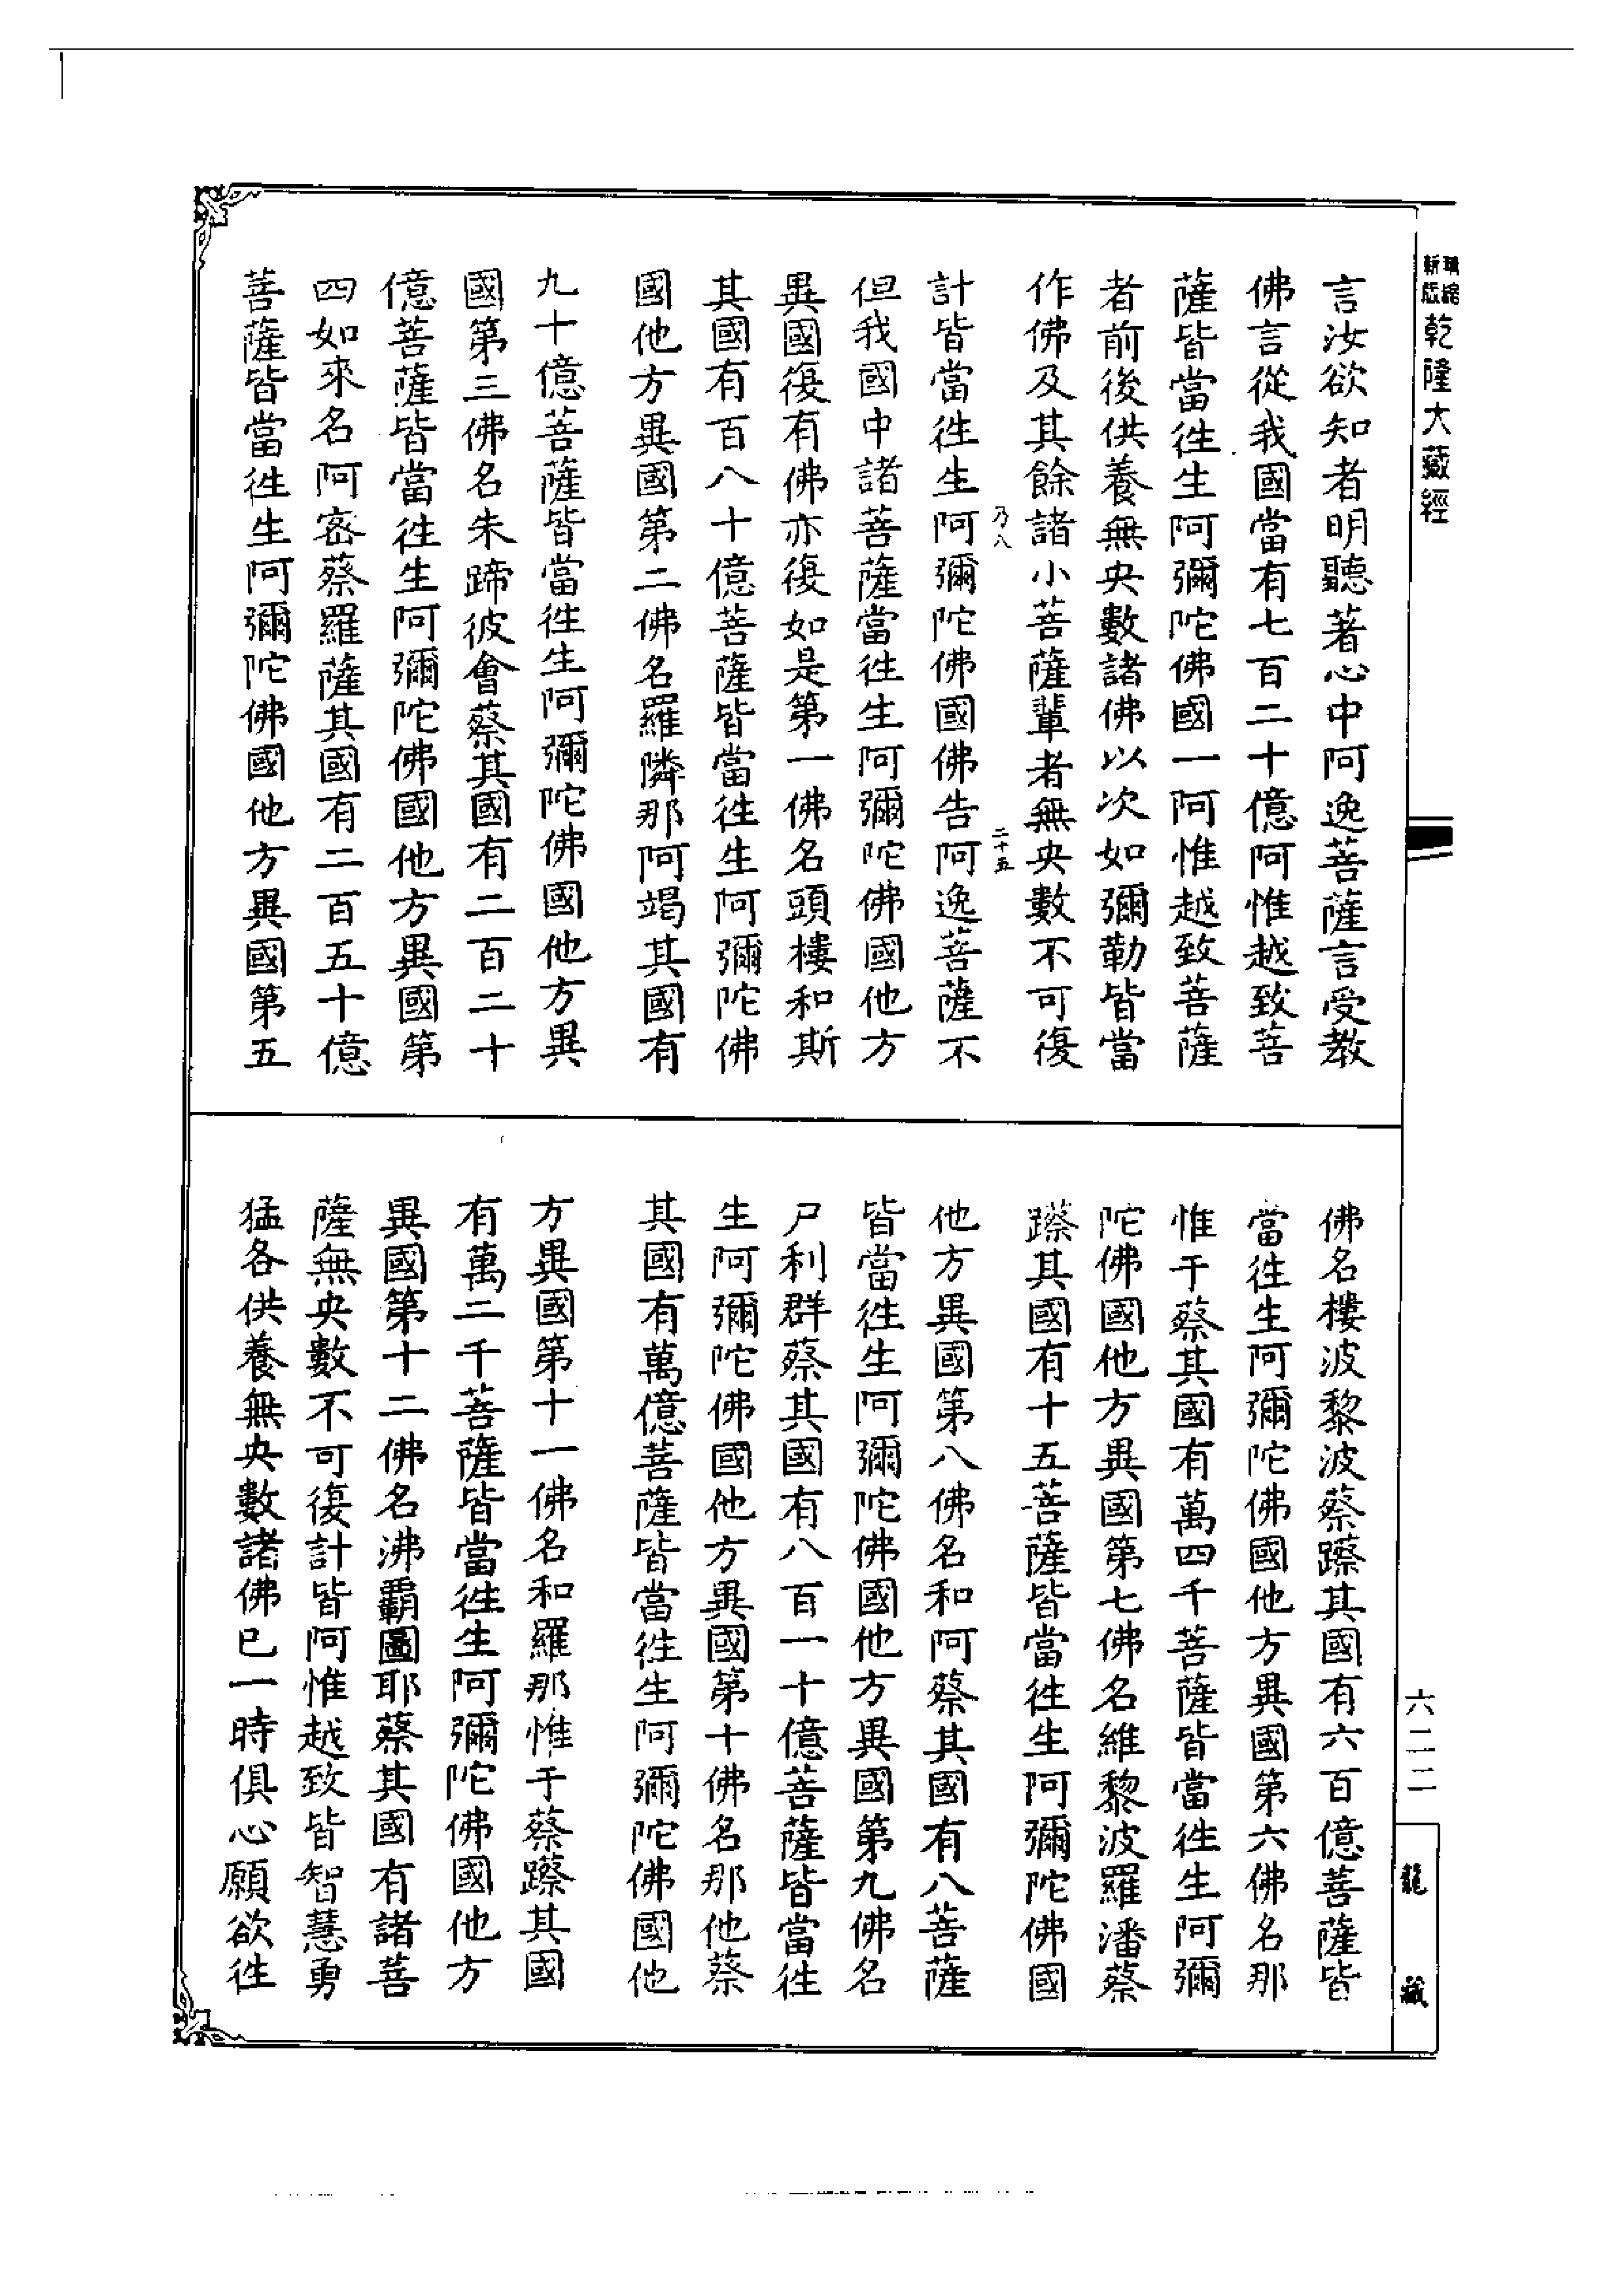 乾隆大藏經
言汝欲知者明聽著心中阿逸菩薩言受教
佛言從我國當有七百二十億阿惟越致菩
薩皆當徃生阿彌陀佛國一阿惟越致菩薩
者前後供養無央數諸佛以次如彌勒皆當
作佛及其餘諸小菩薩輩者無央數不可復
乃八 二十五
計皆當徃生阿彌陀佛國佛告阿逸菩薩不
但我國中諸菩薩當徃生阿彌陀佛國他方
異國復有佛亦復如是第一佛名頭樓和斯
其國有百八十億菩薩皆當徃生阿彌陀佛
國他方異國第二佛名羅隣那阿竭其國有
九十億菩薩皆當徃生阿彌陀佛國他方異
國第三佛名朱蹄彼會蔡其國有二百二十
億菩薩皆當徃生阿彌陀佛國他方異國第
四如來名阿密蔡羅薩其國有二百五十億
菩薩皆當徃生阿彌陀佛國他方異國第五
佛名樓波黎波蔡蹉其國有六百億菩薩皆
當徃生阿彌陀佛國他方異國第六佛名那
惟于蔡其國有萬四千菩薩皆當徃生阿彌
陀佛國他方異國第七佛名維黎波羅潘蔡
蹉其國有十五菩薩皆當徃生阿彌陀佛國
他方異國第八佛名和阿蔡其國有八菩薩
皆當徃生阿彌陀佛國他方異國第九佛名
尸利群蔡其國有八百一十億菩薩皆當徃
生阿彌陀佛國他方異國第十佛名那他蔡
其國有萬億菩薩皆當徃生阿彌陀佛國他
方異國第十一佛名和羅那惟于蔡蹉其國
有萬二千菩薩皆當徃生阿彌陀佛國他方
異國第十二佛名沸霸圖耶蔡其國有諸菩
薩無央數不可復計皆阿惟越致皆智慧勇
猛各供養無央數諸佛已一時俱心願欲徃
六二二
龍藏